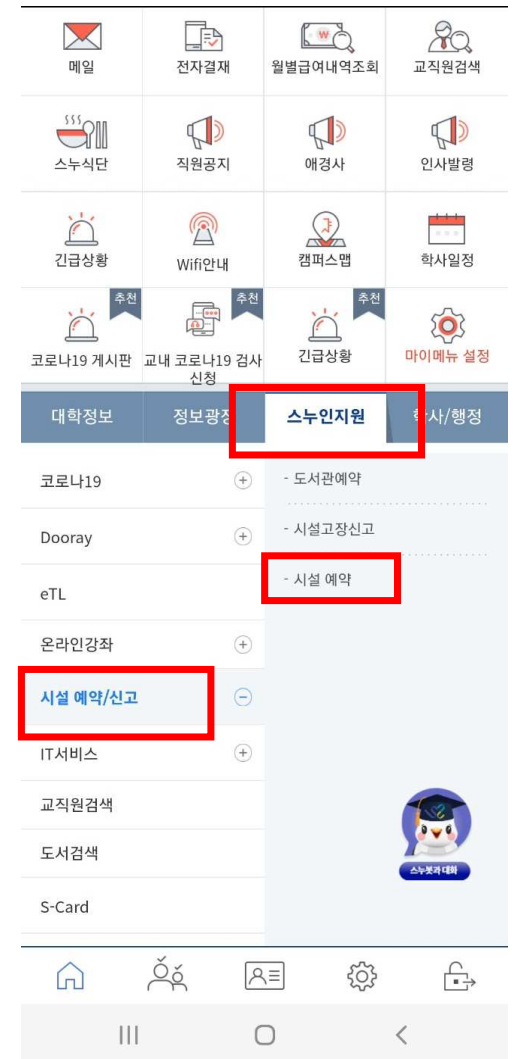 메일
전자결재
월별급여내역조회
교직원검색
스누식단
직원공지
애경사
인사발령
긴급상황
Wifi안내
캠퍼스맵
학사일정
추천
추천
추천
코로나19 게시판
교내 코로나19 검사
신청
긴급상황
마이메뉴 설정
대학정보
정보광장
스누인지원
학사/행정
코로나19
- 도서관예약
Dooray
- 시설고장신고
eTL
- 시설 예약
온라인강좌
시설 예약/신고
IT서비스
교직원검색
도서검색
스누봇과 대화
S-Card